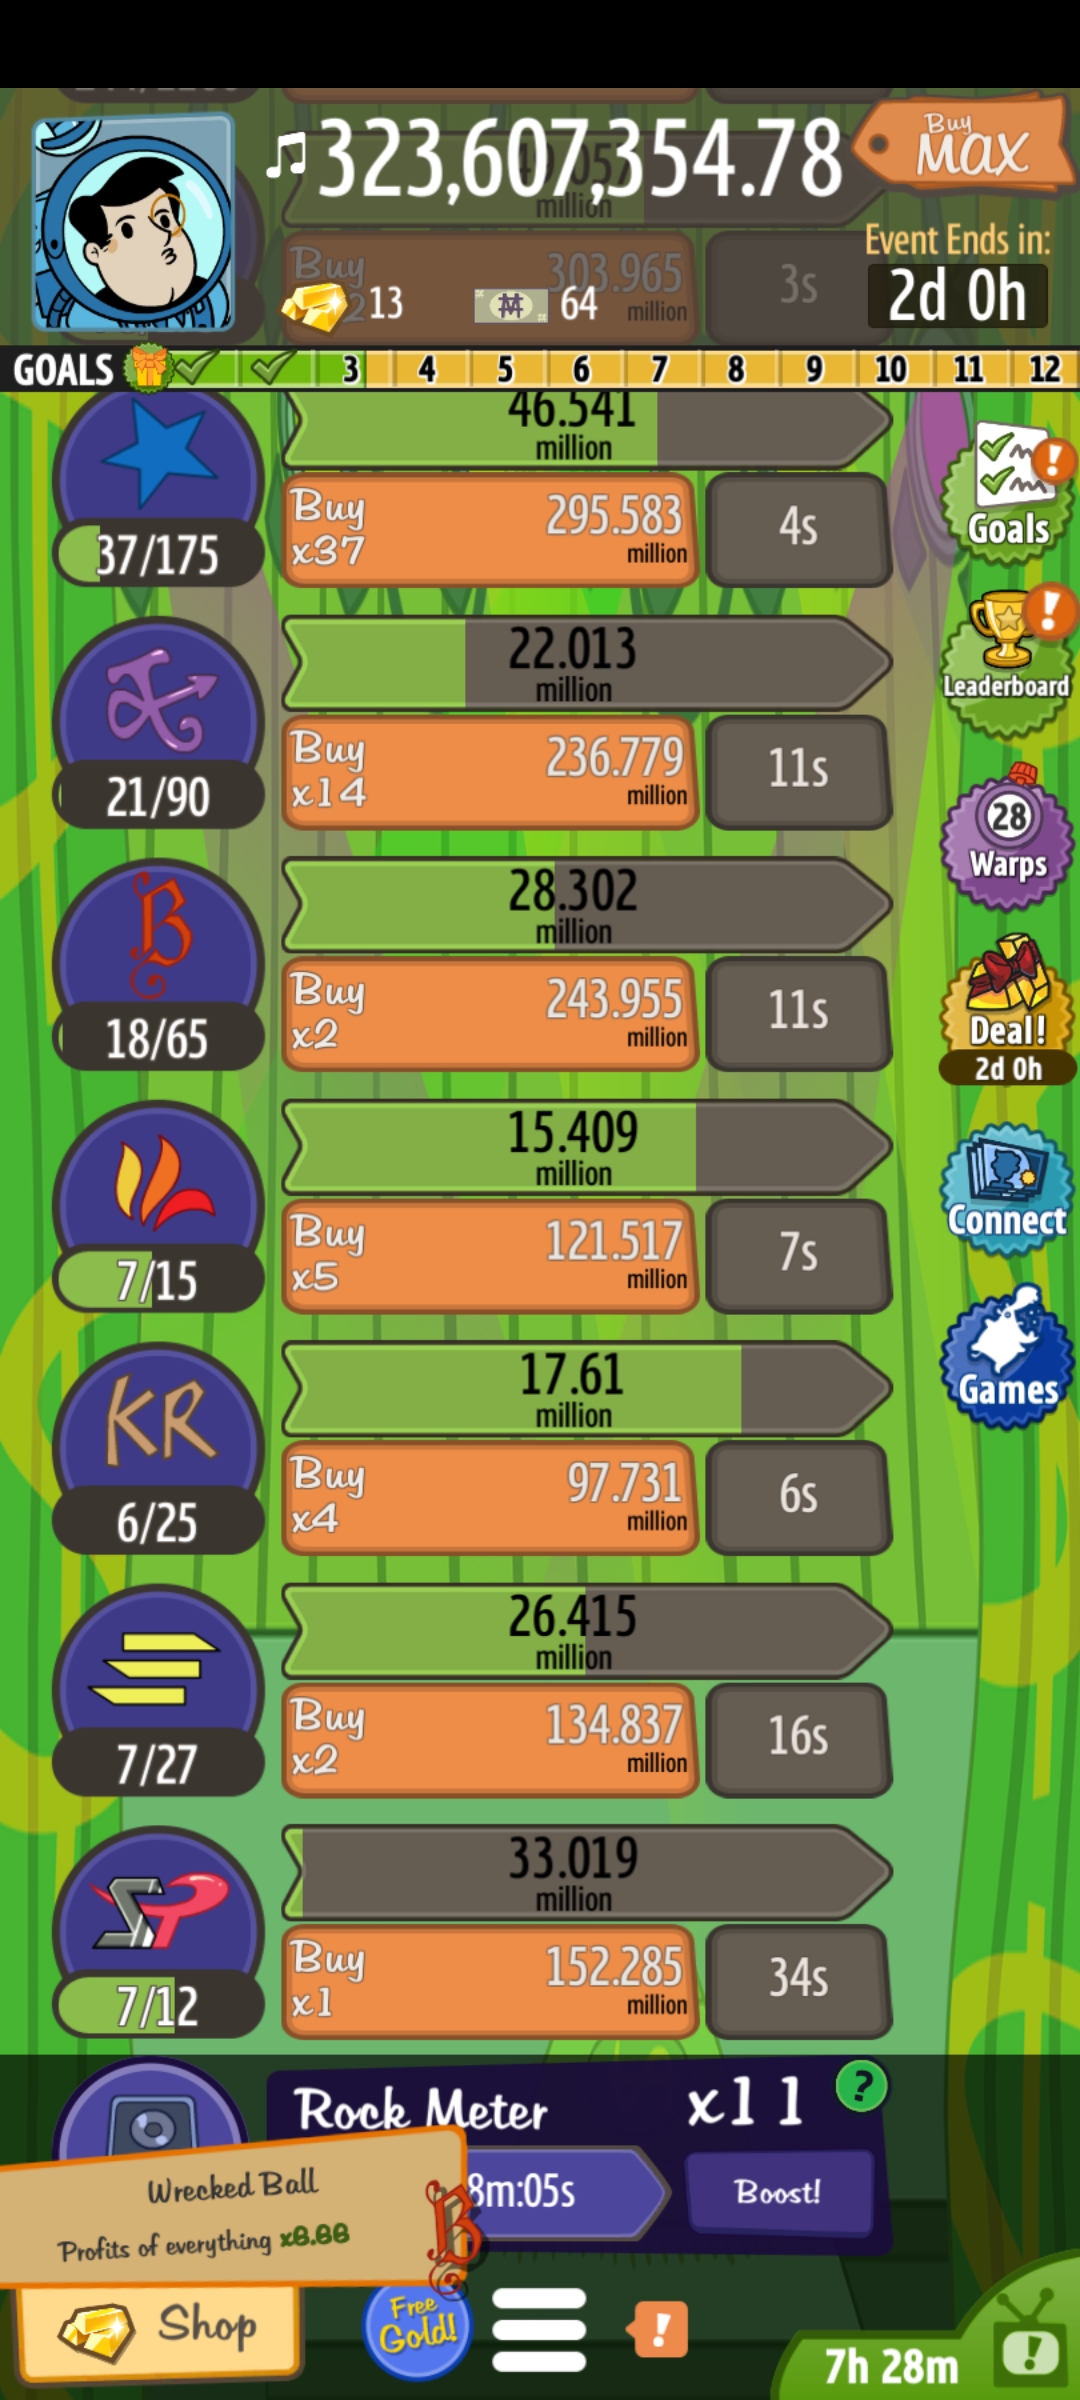 ♫323,607,354.78
Buy
MAX
million
Event Ends in:
2d 0h
Buy
303.965
million
3s
13
64
GOALS 3 4 5 6 7 8 9 10 11 12
46.541
million
37/175
Buy
x37
295.583
million
4s
Goals
22.013
million
21/90
Buy
x14
236.779
million
11s
Leaderboard
28
Warps
28.302
million
18/65
Buy
x2
243.955
million
11s
Deal!
2d 0h
15.409
million
7/15
Buy
x5
121.517
million
7s
Connect
KR
17.61
million
6/25
Buy
x4
97.731
million
6s
Games
26.415
million
7/27
Buy
x2
134.837
million
16s
33.019
million
7/12
Buy
x1
152.285
million
34s
Rock Meter
x11
?
8m:05s
Boost!
Wrecked Ball
Profits of everything x8.88
B
Shop
Free
Gold!
!
7h 28m
!